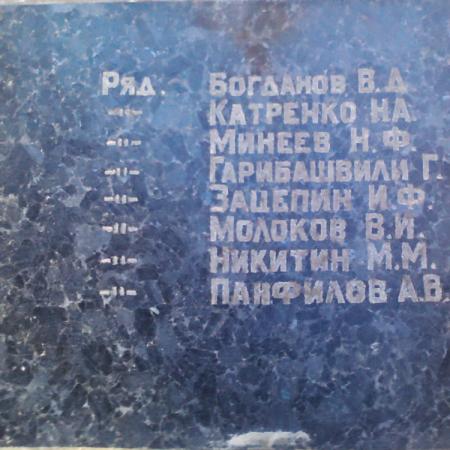 Ряд. Богданов В.Д
-"- Катренко Н.А.
-"- Минеев Н.Ф.
-"- Гарибашвили Г.
-"- Зацепин И.Ф.
-"- Молоков В.И.
-"- Никитин М.М.
-"- Панфилов А.В.